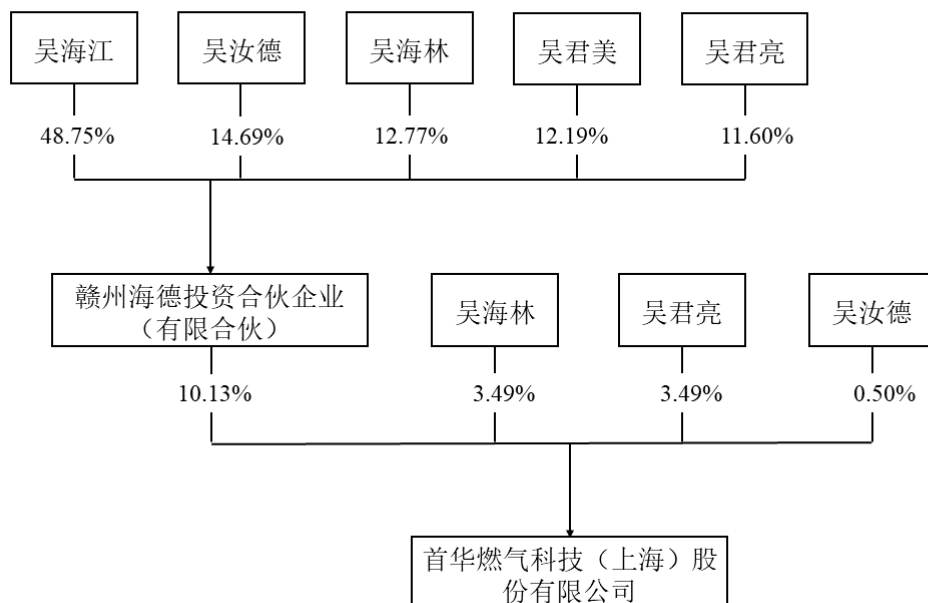 吴海江
吴汝德
吴海林
吴君美
吴君亮
48.75%
14.69%
12.77%
12.19%
11.60%
赣州海德投资合伙企业
（有限合伙）
吴海林
吴君亮
吴汝德
10.13%
3.49%
3.49%
0.50%
首华燃气科技（上海）股
份有限公司